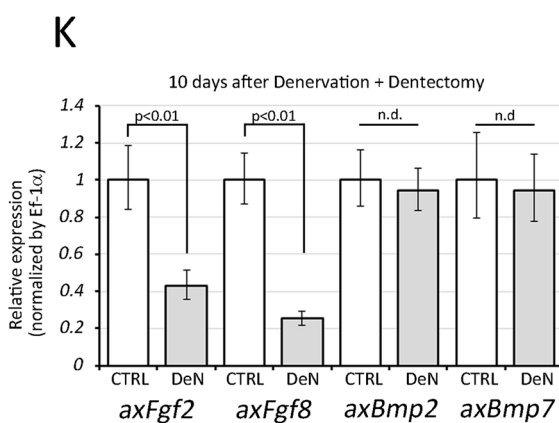 K
10 days after Denervation + Dentectomy
Relative expression
(normalized by Ef-1α)
1.4
1.2
1
0.8
0.6
0.4
0.2
0
p<0.01
p<0.01
n.d.
n.d
CTRL DeN CTRL DeN CTRL DeN CTRL DeN
axFgf2 axFgf8 axBmp2 axBmp7